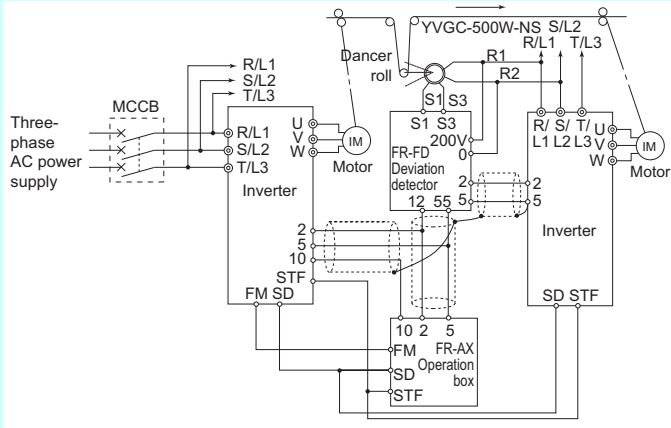 YVGC-500W-NS S/L2
R/L1 T/L3
Dancer
roll
R1
R2
R/L1
S/L2
T/L3
MCCB
Three-
phase
AC power
supply
R/L1
S/L2
T/L3
Inverter
U
V
W
IM
Motor
S1 S3
S1 S3
200V
0
FR-FD
Deviation
detector
2
5
12 55
R/
L1
S/
L2
T/
L3
U
V
W
IM
Motor
2
5
Inverter
SD STF
2
5
10
STF
FM SD
10 2 5
FR-AX
Operation
box
FM
SD
STF